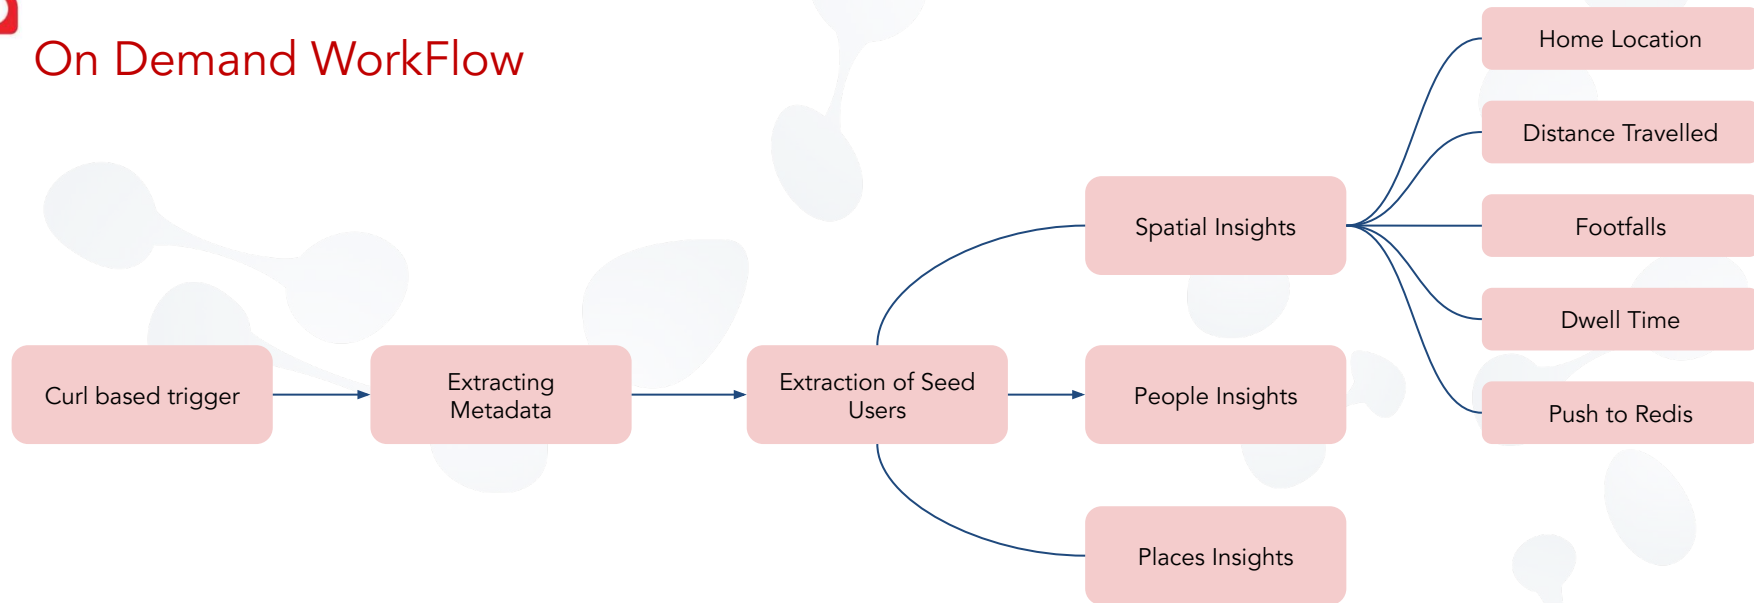 On Demand WorkFlow
Curl based trigger
Extracting
Metadata
Extraction of Seed
Users
Spatial Insights
People Insights
Places Insights
Home Location
Distance Travelled
Footfalls
Dwell Time
Push to Redis